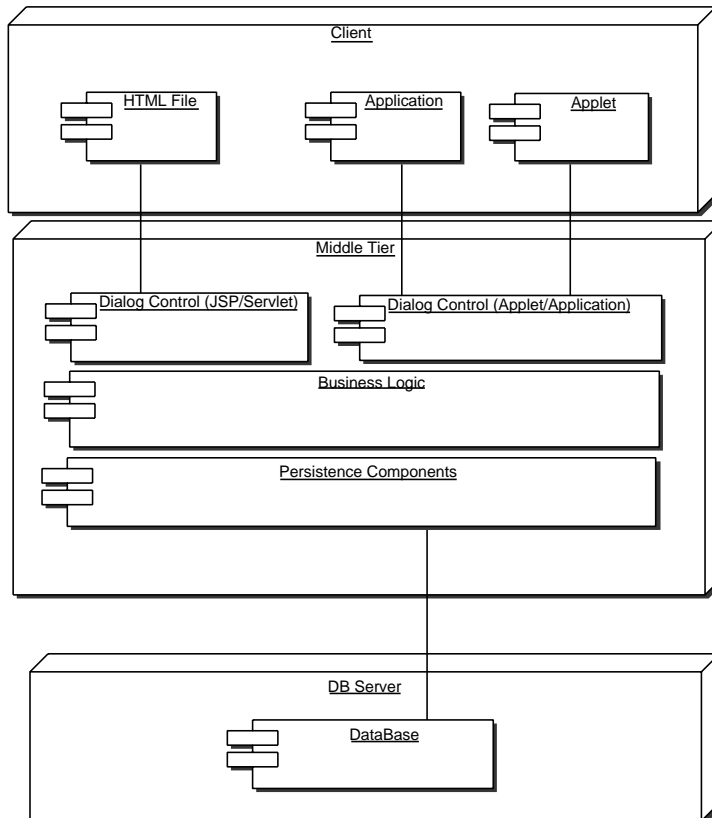 Client
HTML File
Application
Applet
Middle Tier
Dialog Control (JSP/Servlet)
Dialog Control (Applet/Application)
Business Logic
Persistence Components
DB Server
DataBase